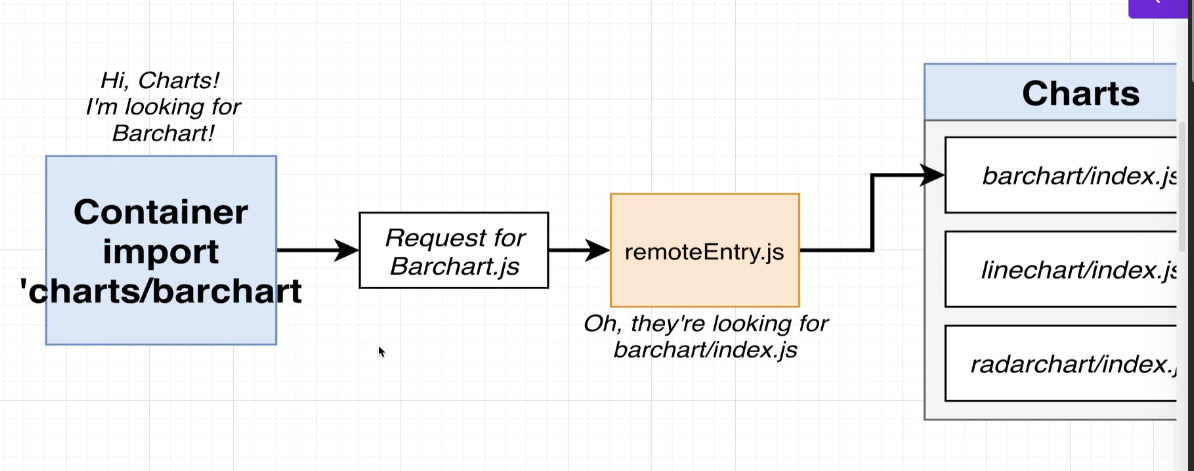 Hi, Charts!
I'm looking for
Barchart!
Container
import
'charts/barchart
Request for
Barchart.js
remoteEntry.js
Oh, they're looking for
barchart/index.js
Charts
barchart/index.js
linechart/index.js
radarchart/index.j